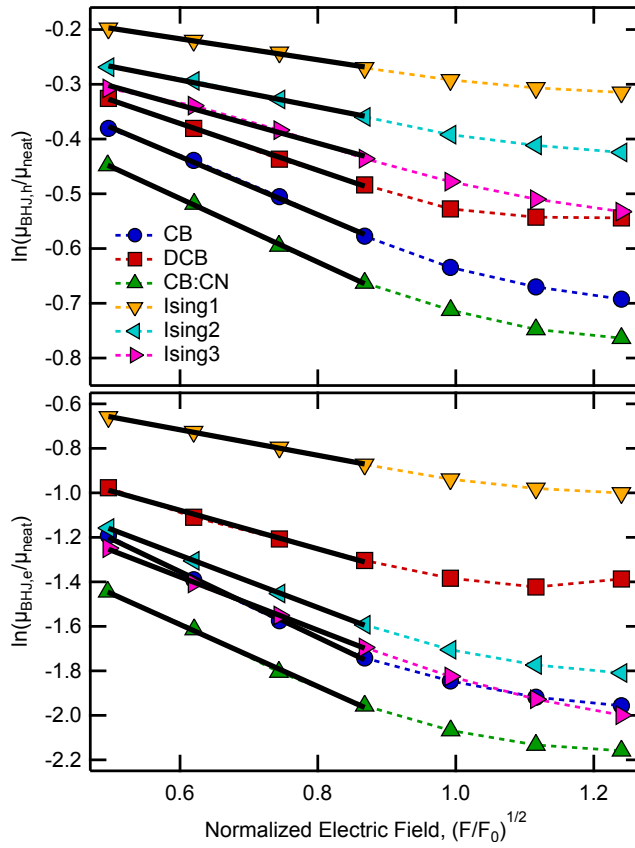 -0.2
-0.3
-0.4
-0.5
-0.6
-0.7
-0.8
ln(μBHJ,h/μneat)
CB
DCB
CB:CN
Ising1
Ising2
Ising3
-0.6
-0.8
-1.0
-1.2
-1.4
-1.6
-1.8
-2.0
-2.2
ln(μBHJ,e/μneat)
0.6 0.8 1.0 1.2
Normalized Electric Field, (F/F0)1/2